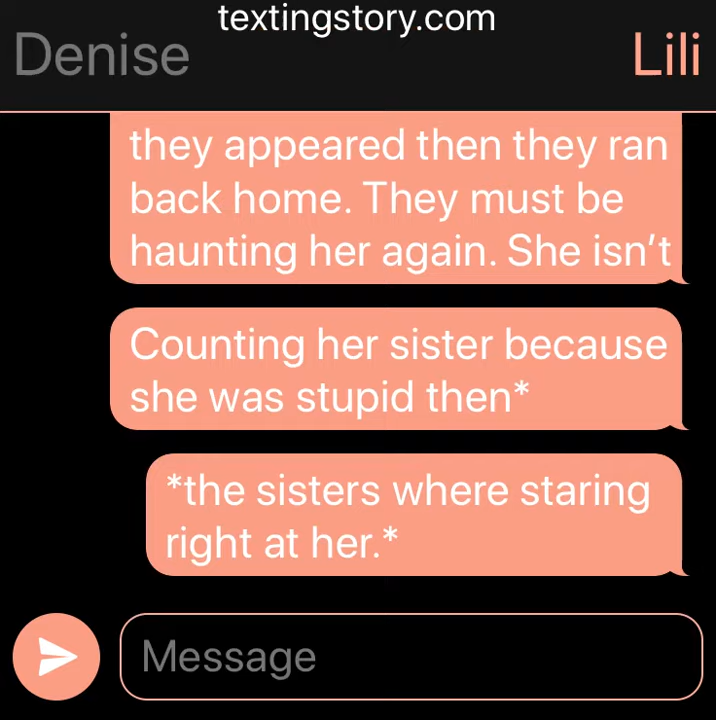 textingstory.com
Denise
Lili
they appeared then they ran
back home. They must be
haunting her again. She isn’t
Counting her sister because
she was stupid then*
*the sisters where staring
right at her.*
Message